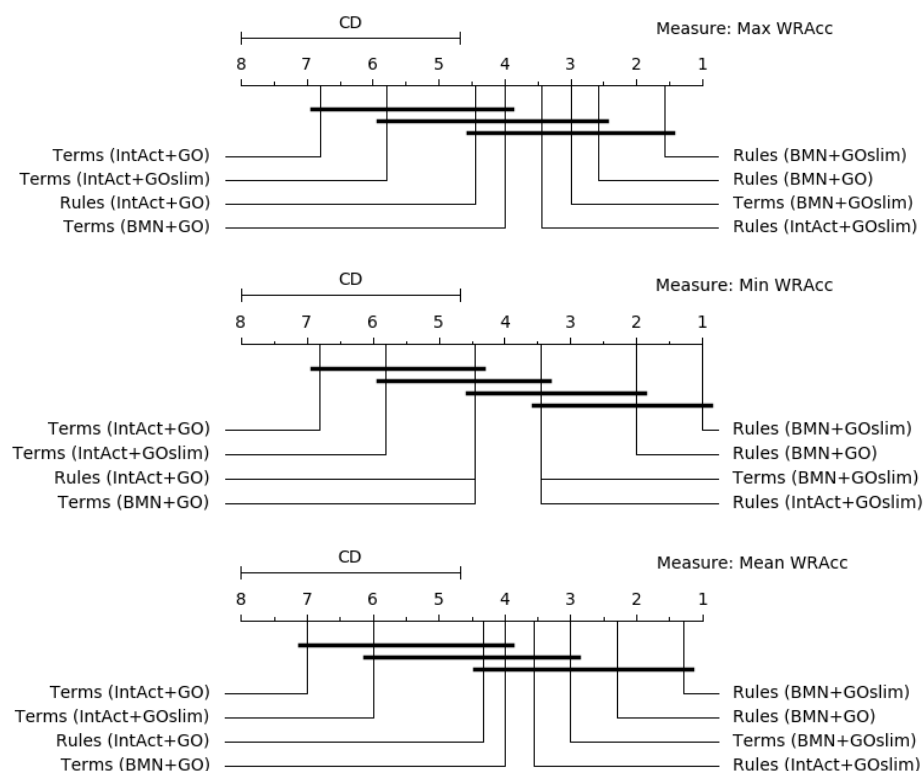 CD Measure: Max WRAcc
8 7 6 5 4 3 2 1
Terms (IntAct+GO) Rules (BMN+GOslim)
Terms (IntAct+GOslim) Rules (BMN+GO)
Rules (IntAct+GO) Terms (BMN+GOslim)
Terms (BMN+GO) Rules (IntAct+GOslim)
CD Measure: Min WRAcc
8 7 6 5 4 3 2 1
Terms (IntAct+GO) Rules (BMN+GOslim)
Terms (IntAct+GOslim) Rules (BMN+GO)
Rules (IntAct+GO) Terms (BMN+GOslim)
Terms (BMN+GO) Rules (IntAct+GOslim)
CD Measure: Mean WRAcc
8 7 6 5 4 3 2 1
Terms (IntAct+GO) Rules (BMN+GOslim)
Terms (IntAct+GOslim) Rules (BMN+GO)
Rules (IntAct+GO) Terms (BMN+GOslim)
Terms (BMN+GO) Rules (IntAct+GOslim)